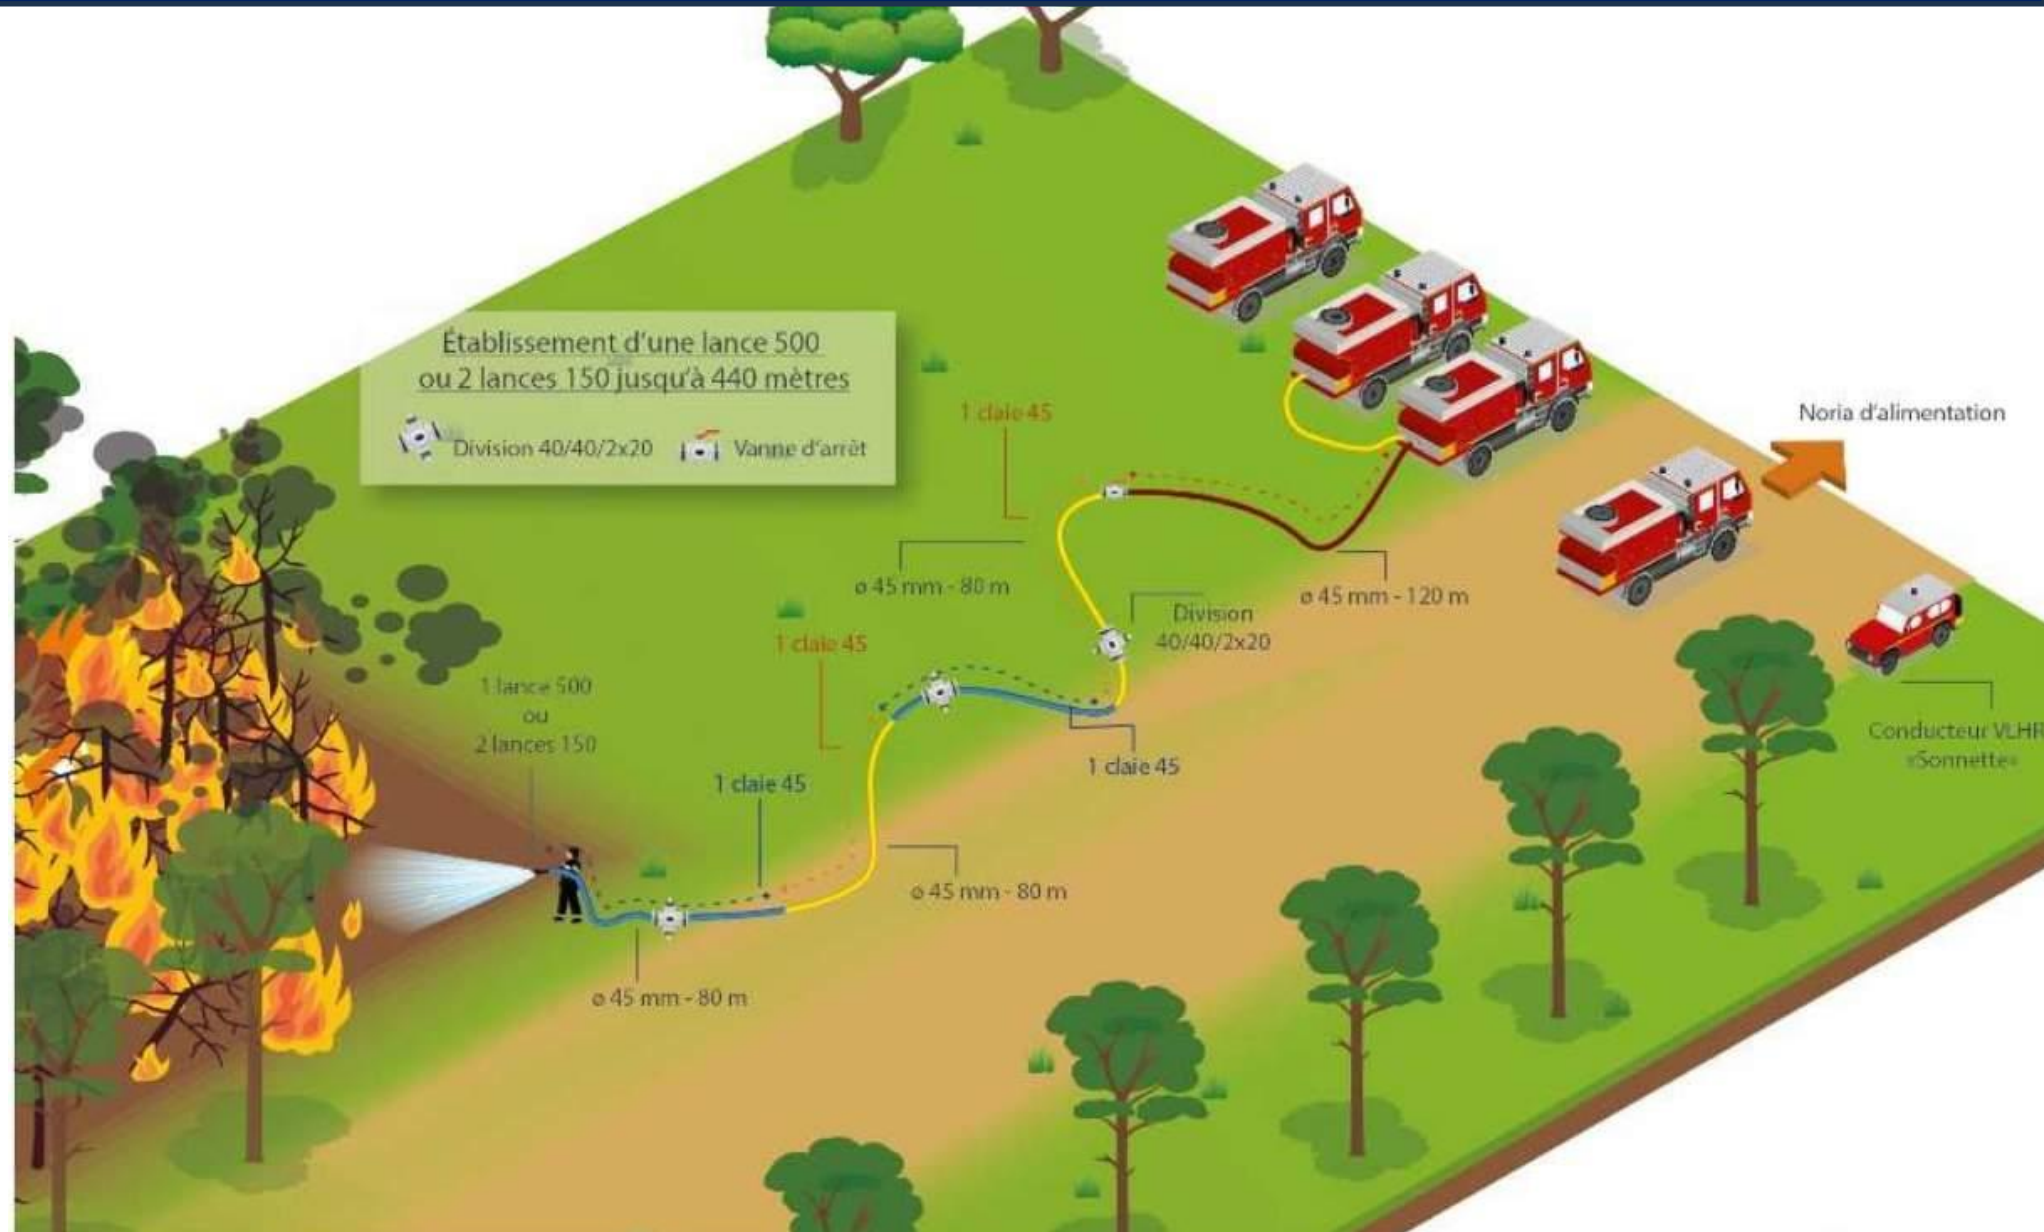 Établissement d'une lance 500
ou 2 lances 150 jusqu'à 440 mètres
Division 40/40/2x20
Vanne d'arrêt
1 claie 45
Noria d'alimentation
ø 45 mm - 80 m
ø 45 mm - 120 m
Division
40/40/2x20
1 claie 45
1 lance 500
ou
2 lances 150
Conducteur VLHR
«Sonnette»
1 claie 45
1 claie 45
ø 45 mm - 80 m
ø 45 mm - 80 m